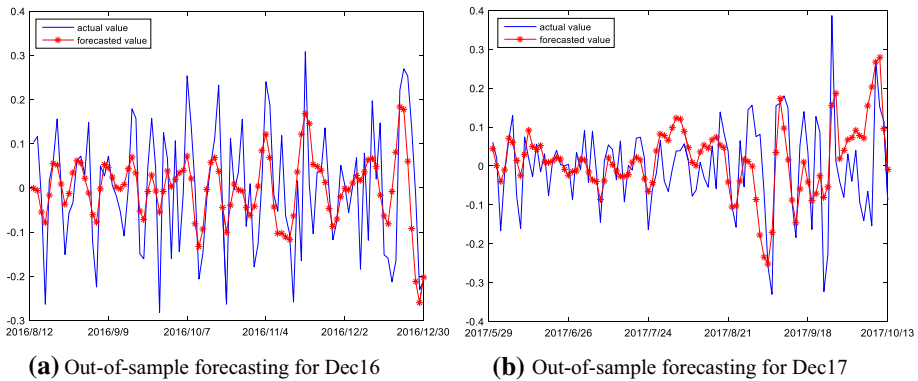 0.4
0.3
0.2
0.1
0
-0.1
-0.2
-0.3
2016/8/12 2016/9/9 2016/10/7 2016/11/4 2016/12/2 2016/12/30
actual value
forecasted value
(a) Out-of-sample forecasting for Dec16
0.4
0.3
0.2
0.1
0
-0.1
-0.2
-0.3
-0.4
2017/5/29 2017/6/26 2017/7/24 2017/8/21 2017/9/18 2017/10/13
actual value
forecasted value
(b) Out-of-sample forecasting for Dec17